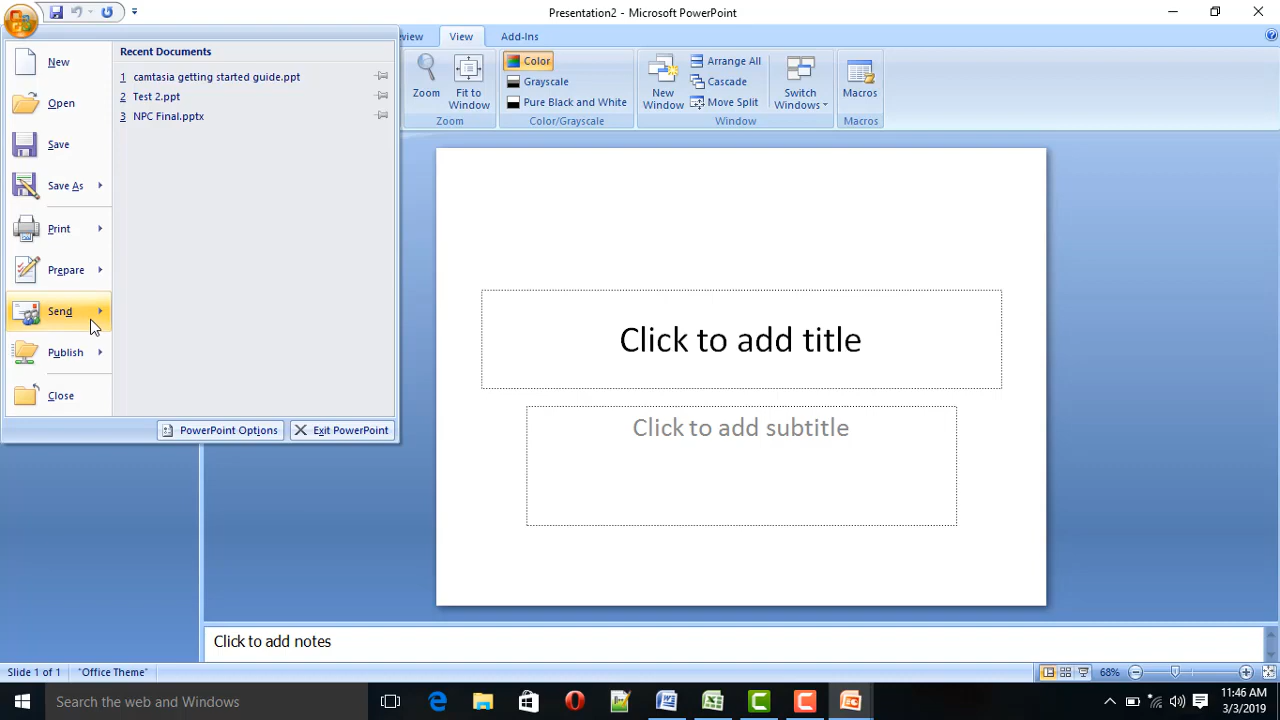 Presentation2 - Microsoft PowerPoint
eview View Add-Ins
New
Open
Save
Save As
Print
Prepare
Send
Publish
Close
Recent Documents
1 camtasia getting started guide.ppt
2 Test 2.ppt
3 NPC Final.pptx
PowerPoint Options
Exit PowerPoint
Zoom
Fit to Window
Zoom
Color
Grayscale
Pure Black and White
Color/Grayscale
New Window
Arrange All
Cascade
Move Split
Switch Windows
Window
Macros
Macros
Click to add title
Click to add subtitle
Click to add notes
Slide 1 of 1
"Office Theme"
68%
Search the web and Windows
11:46 AM
3/3/2019